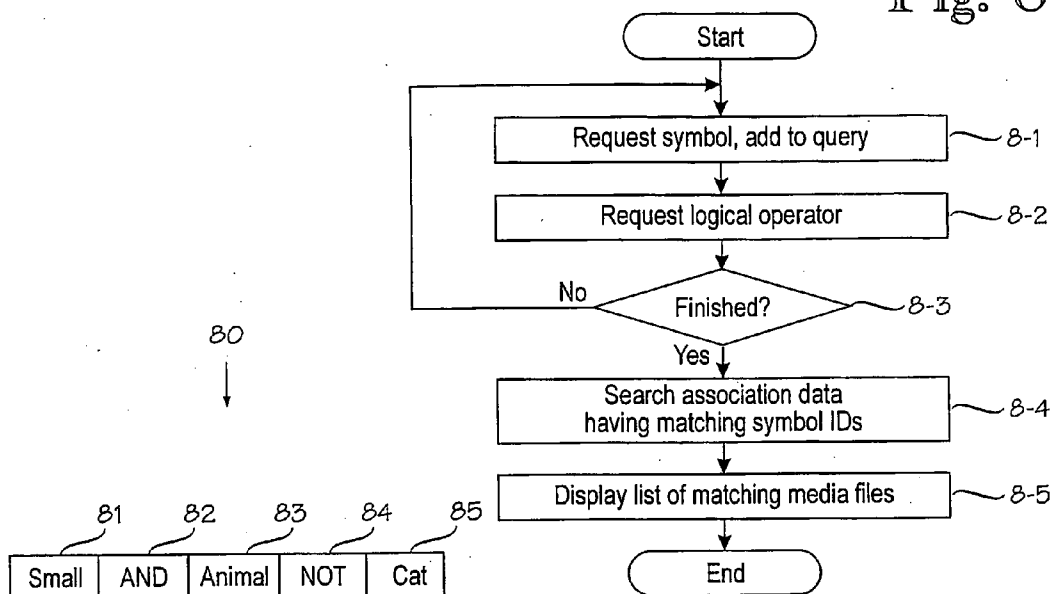 Start
Request symbol, add to query
8-1
Request logical operator
8-2
No
Finished?
8-3
Yes
80
Search association data
having matching symbol IDs
8-4
Display list of matching media files
8-5
81 82 83 84 85
Small AND Animal NOT Cat
End